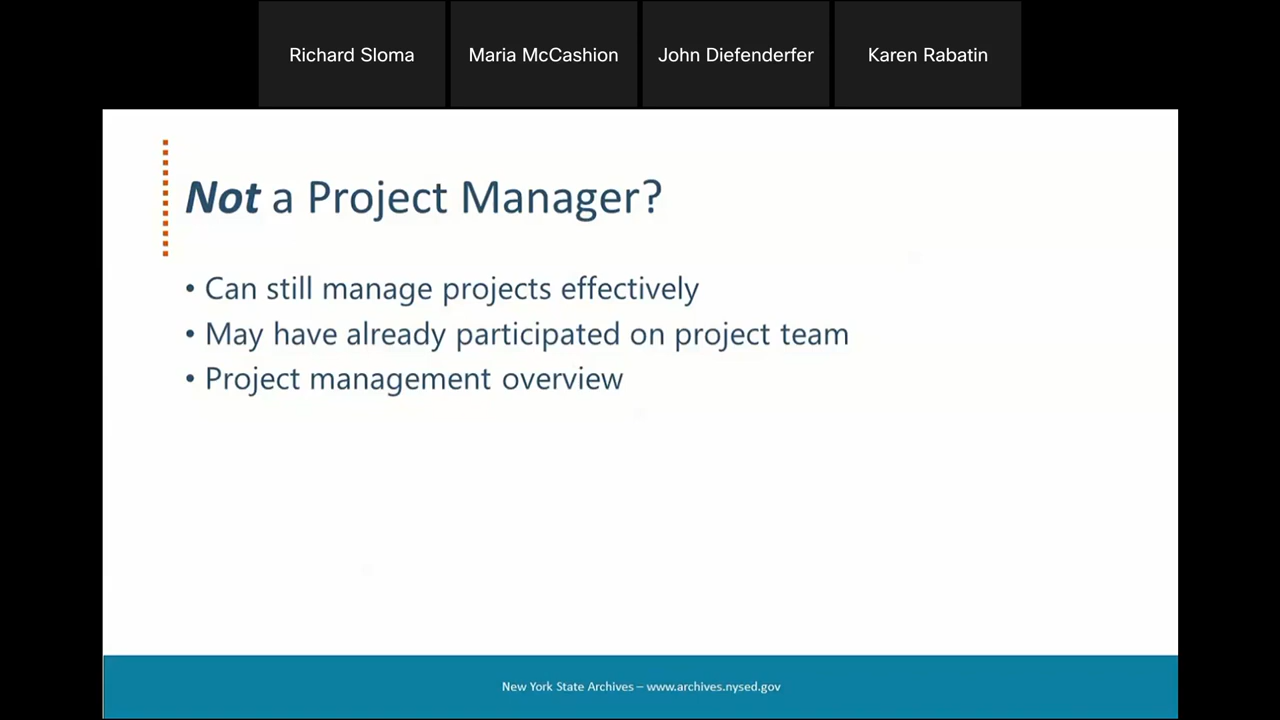 Richard Sloma
Maria McCashion
John Diefenderfer
Karen Rabatin
Not a Project Manager?
• Can still manage projects effectively
• May have already participated on project team
• Project management overview
New York State Archives – www.archives.nysed.gov